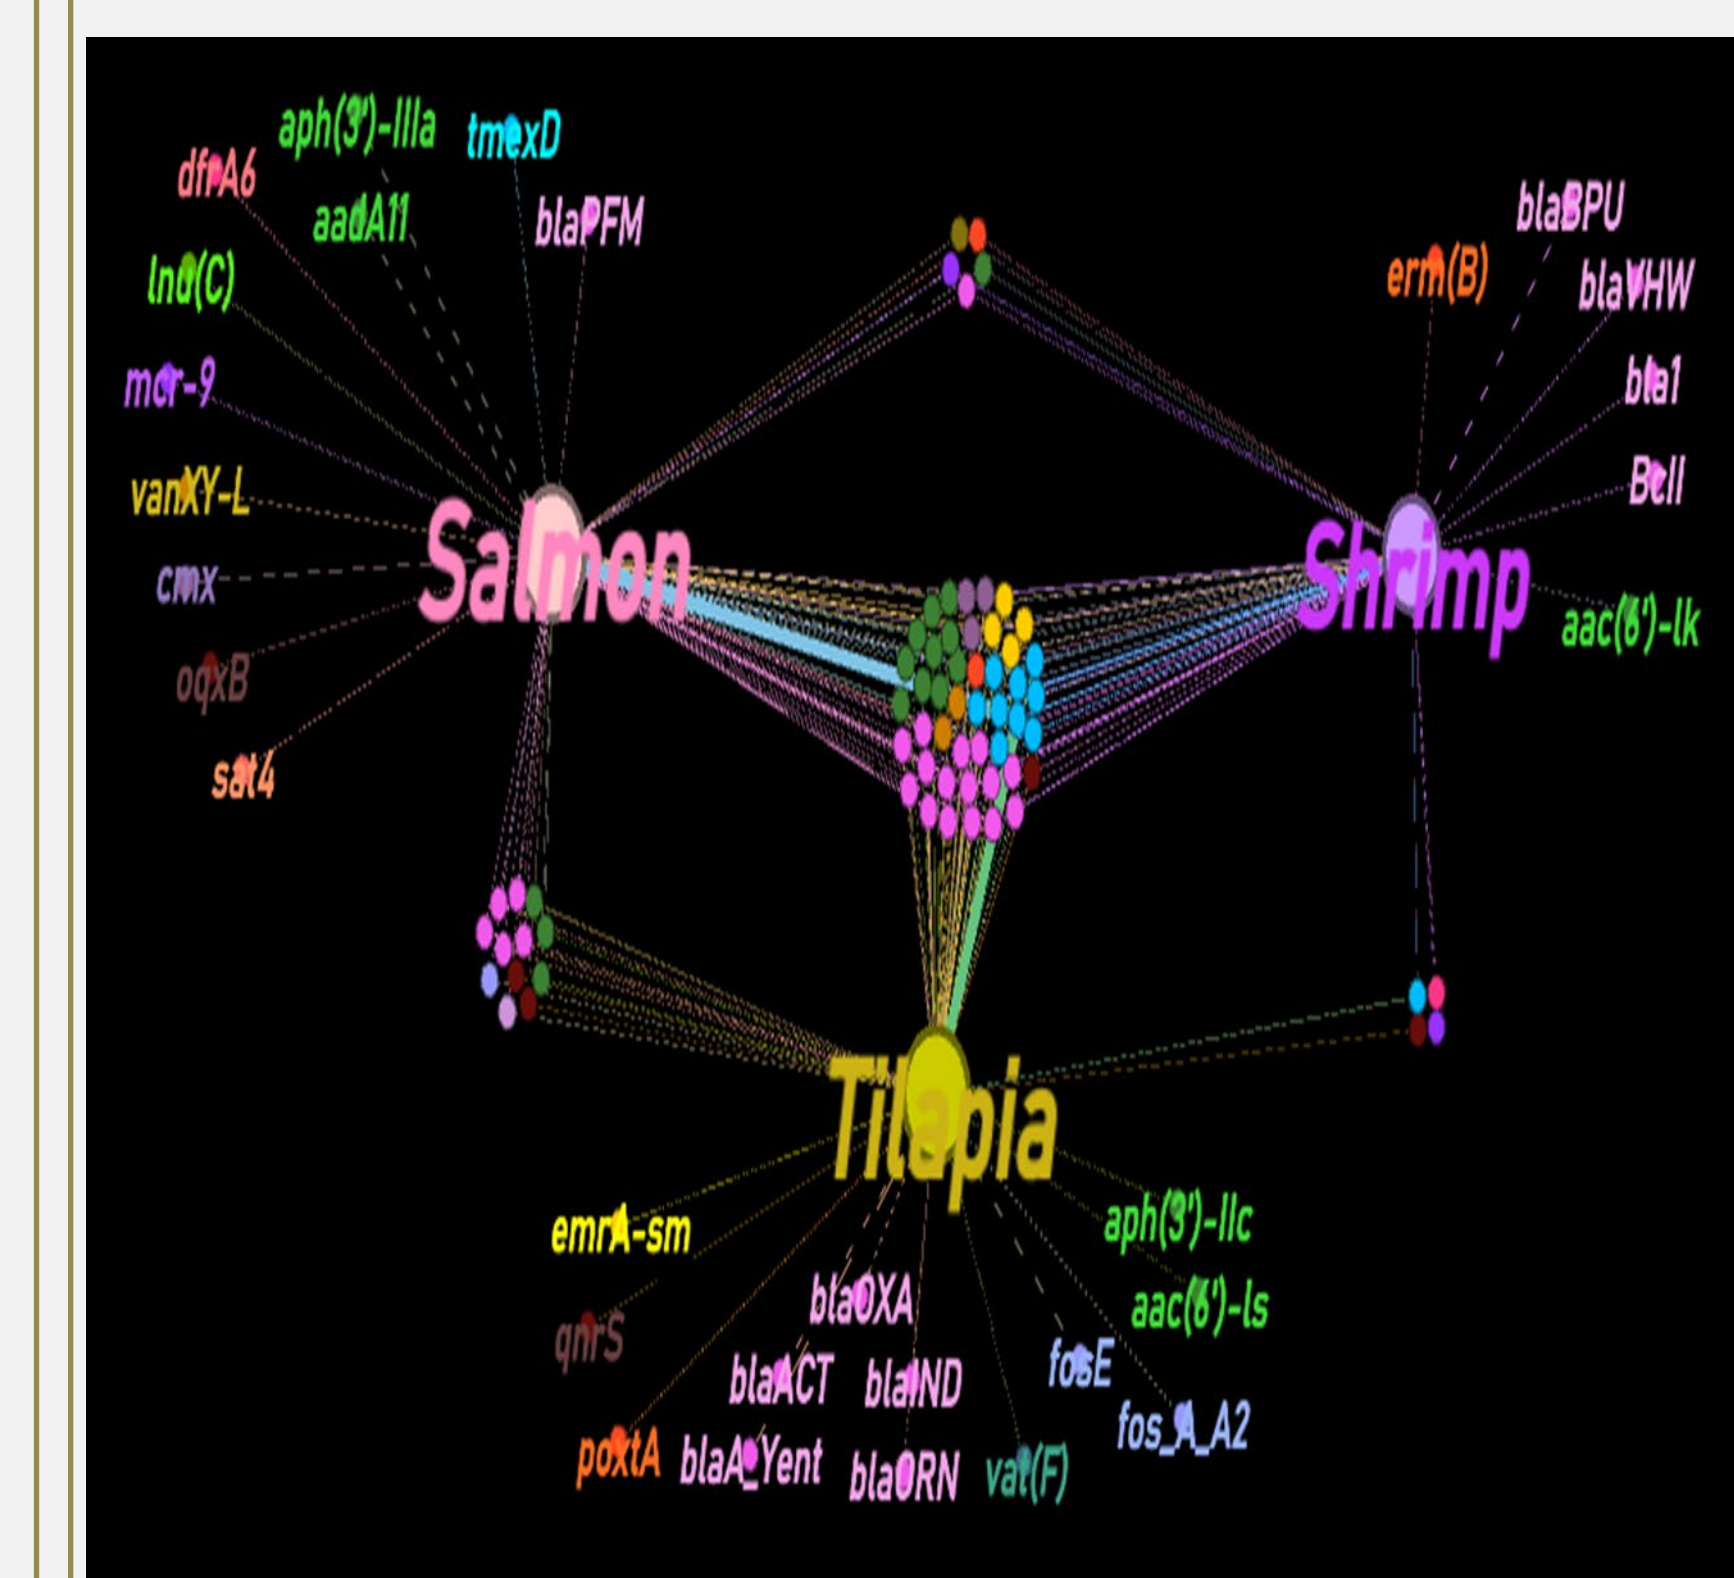 aph(3')-IIIa
tmexD
dfrA6
aadA11
blaPFM
lnu(C)
mcr-9
vanXY-L
cmx
oqxB
sat4
Salmon
blaBPU
erm(B)
blaVHW
bla1
BcII
Shrimp
aac(6')-Ik
Tilapia
emrA-sm
qnrS
poxtA
blaOXA
blaACT
blaIND
blaA_Yent
blaORN
vat(F)
fosE
fos_A_A2
aph(3')-IIc
aac(6')-Is